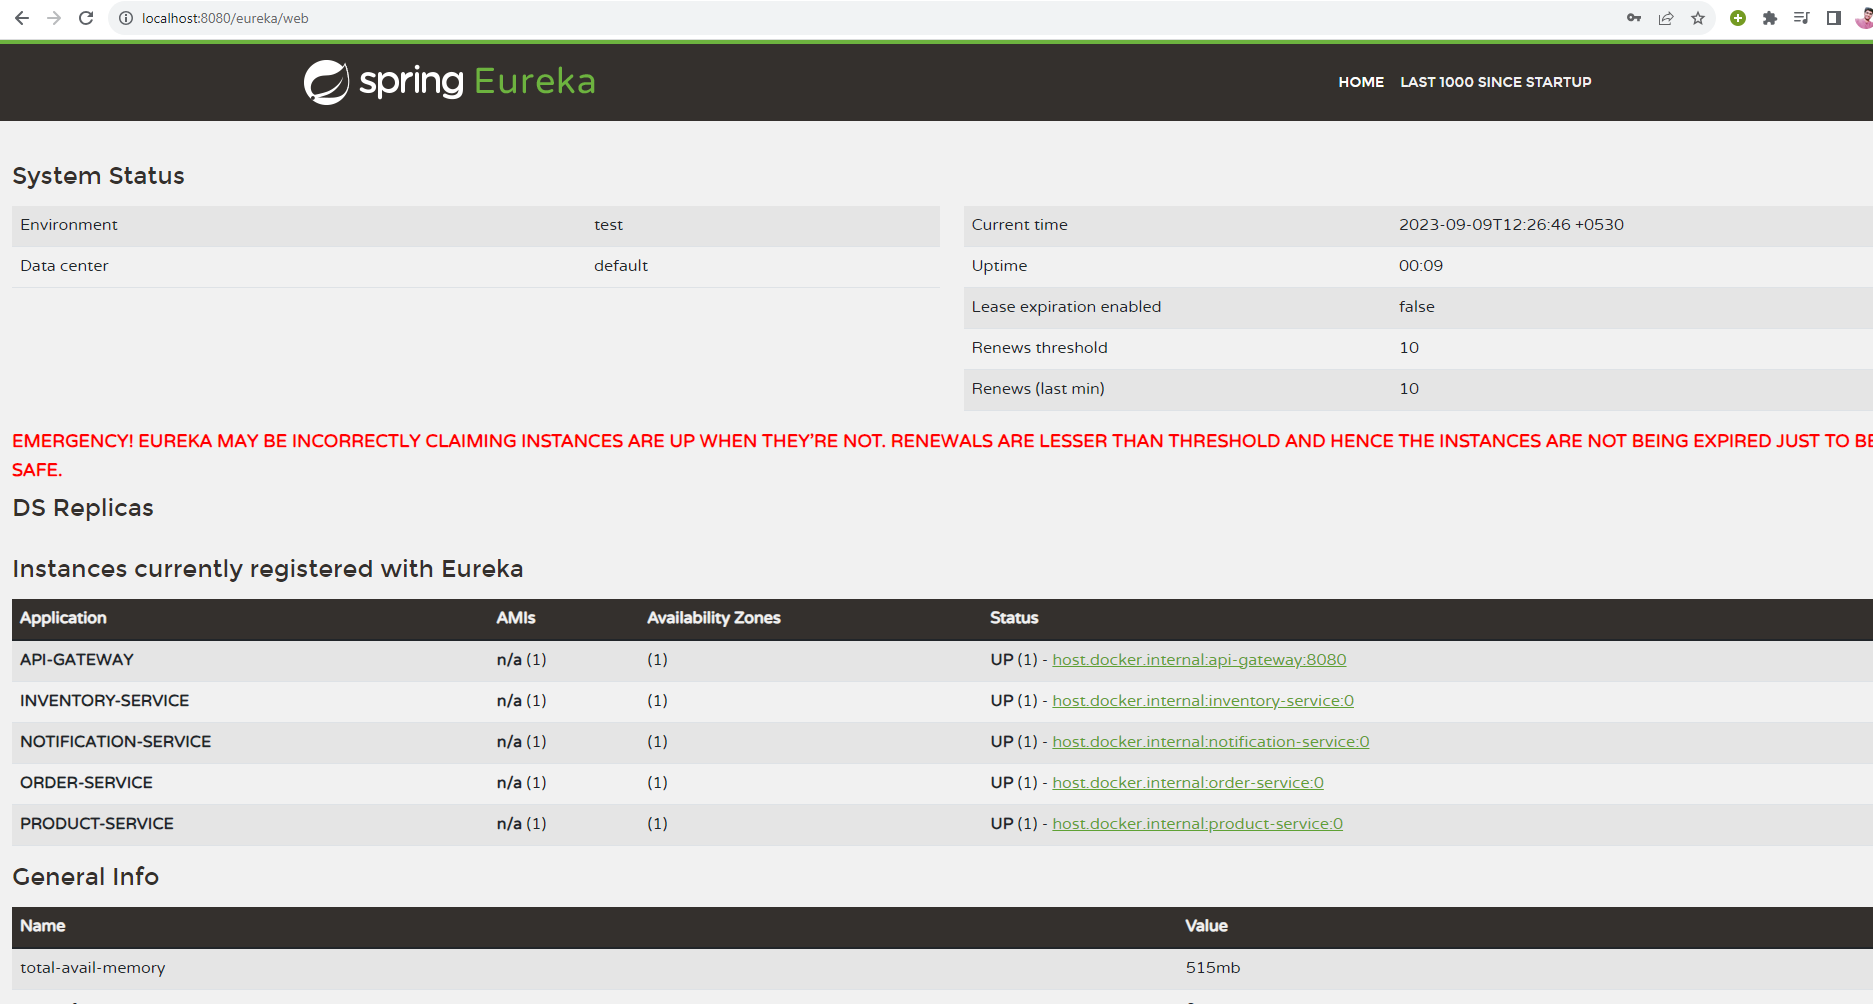 localhost:8080/eureka/web
spring Eureka
HOME LAST 1000 SINCE STARTUP
System Status
Environment test
Data center default
Current time 2023-09-09T12:26:46 +0530
Uptime 00:09
Lease expiration enabled false
Renews threshold 10
Renews (last min) 10
EMERGENCY! EUREKA MAY BE INCORRECTLY CLAIMING INSTANCES ARE UP WHEN THEY'RE NOT. RENEWALS ARE LESSER THAN THRESHOLD AND HENCE THE INSTANCES ARE NOT BEING EXPIRED JUST TO BE
SAFE.
DS Replicas
Instances currently registered with Eureka
Application AMIs Availability Zones Status
API-GATEWAY n/a (1) (1) UP (1) - host.docker.internal:api-gateway:8080
INVENTORY-SERVICE n/a (1) (1) UP (1) - host.docker.internal:inventory-service:0
NOTIFICATION-SERVICE n/a (1) (1) UP (1) - host.docker.internal:notification-service:0
ORDER-SERVICE n/a (1) (1) UP (1) - host.docker.internal:order-service:0
PRODUCT-SERVICE n/a (1) (1) UP (1) - host.docker.internal:product-service:0
General Info
Name Value
total-avail-memory 515mb